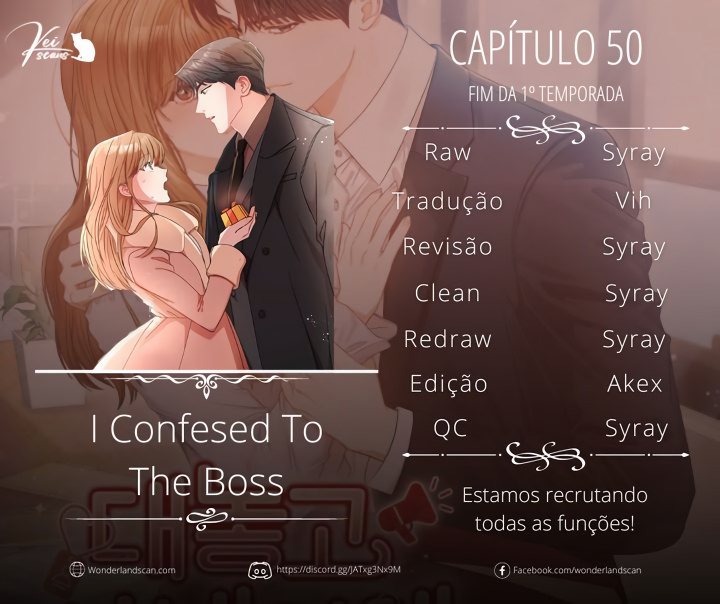 Kei
scans
CAPÍTULO 50
FIM DA 1º TEMPORADA
Raw Syray
Tradução Vih
Revisão Syray
Clean Syray
Redraw Syray
Edição Akex
QC Syray
I Confesed To
The Boss
Estamos recrutando
todas as funções!
Wonderlandscan.com
https://discord.gg/JATxg3Nx9M
Facebook.com/wonderlandscan